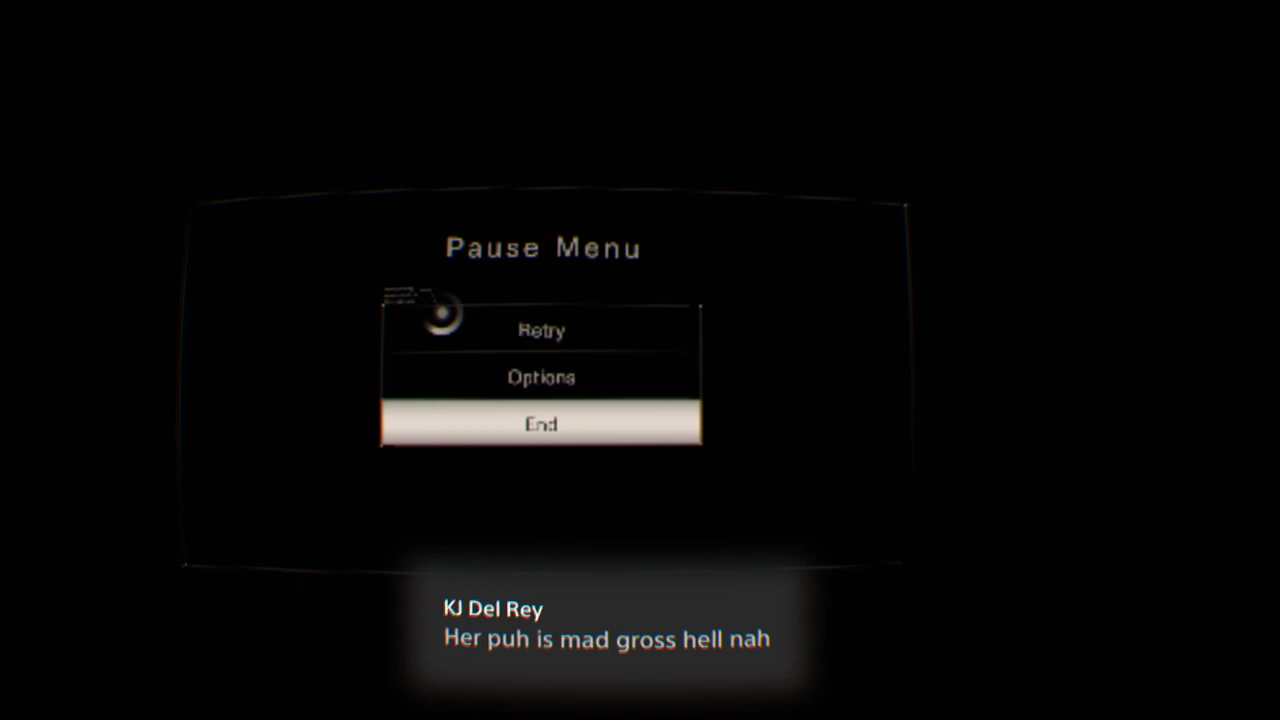 Pause Menu
Retry
Options
End
KJ Del Rey
Her puh is mad gross hell nah